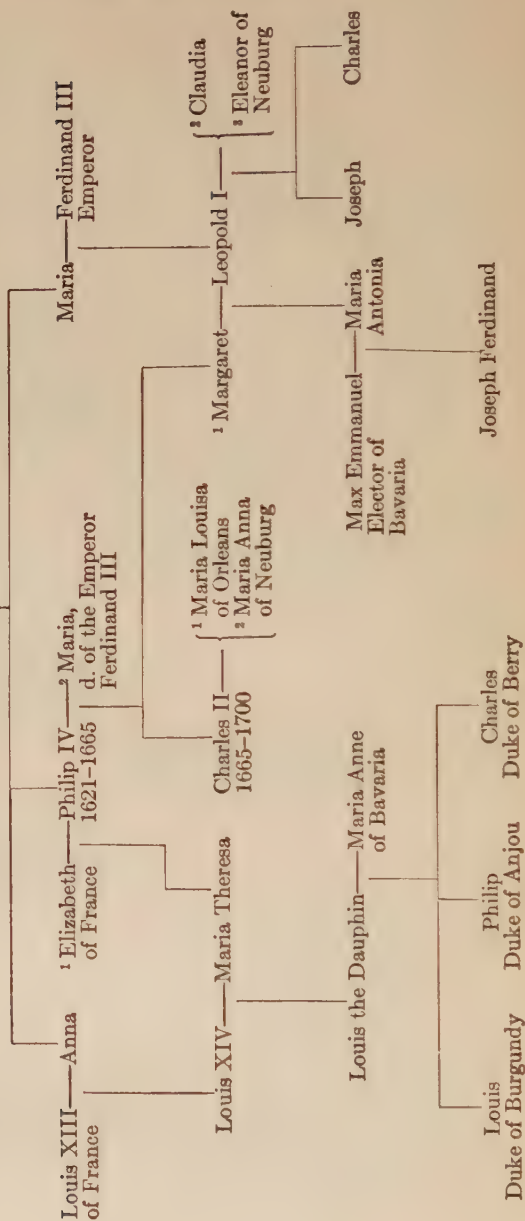 Louis XIII—Anna
of France
¹ Elizabeth—Philip IV—² Maria,
of France
1621–1665
d. of the Emperor
Ferdinand III
Maria—Ferdinand III
Emperor
Louis XIV—Maria Theresa
Charles II—
1665–1700
¹ Maria Louisa
of Orleans
² Maria Anna
of Neuburg
¹ Margaret—Leopold I—
² Claudia
³ Eleanor of
Neuburg
Louis the Dauphin—Maria Anne
of Bavaria
Max Emmanuel—Maria
Elector of
Bavaria
Antonia
Joseph
Charles
Louis
Duke of Burgundy
Philip
Duke of Anjou
Charles
Duke of Berry
Joseph Ferdinand